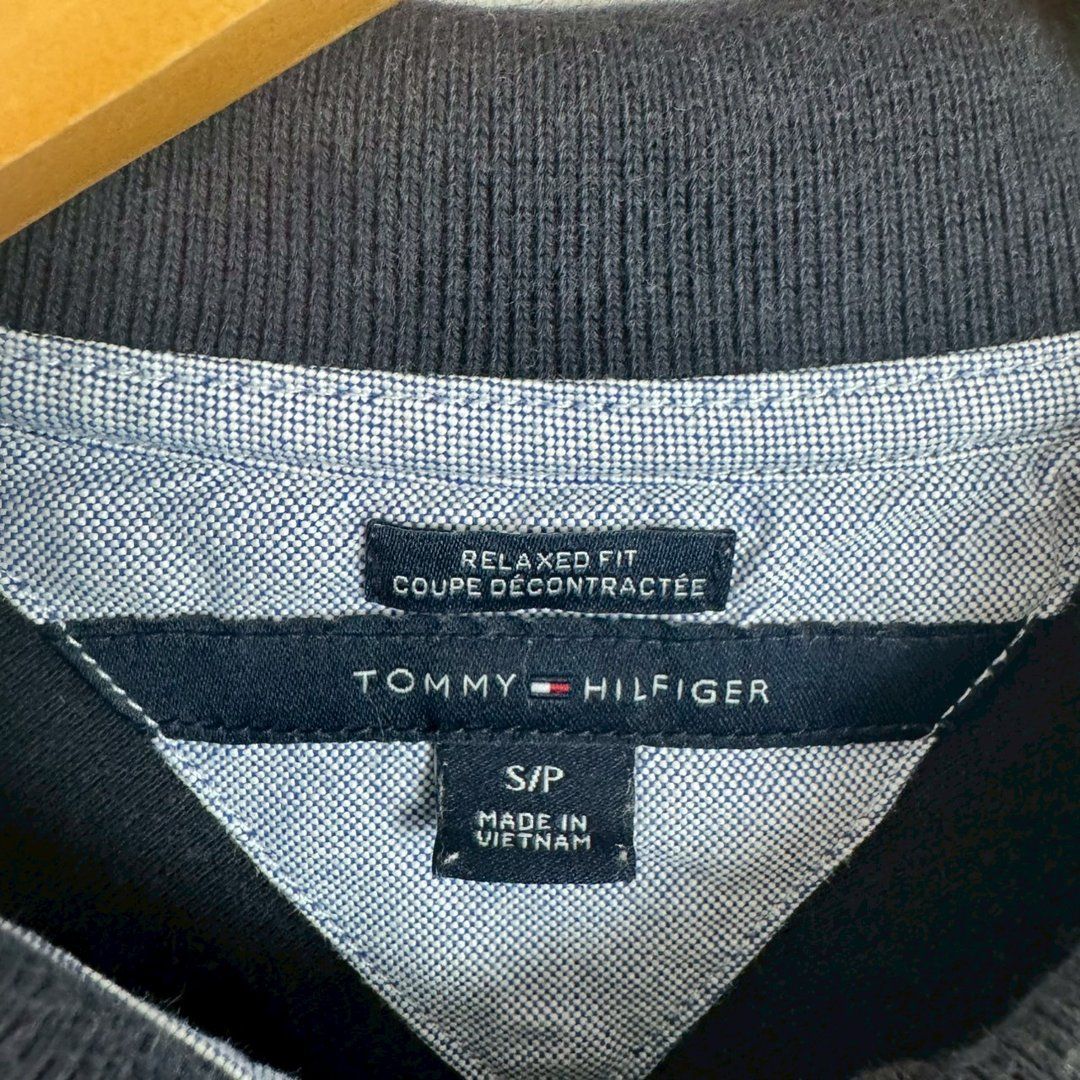 RELAXED FIT
COUPE DÉCONTRACTÉE
TOMMY HILFIGER
S/P
MADE IN
VIETNAM